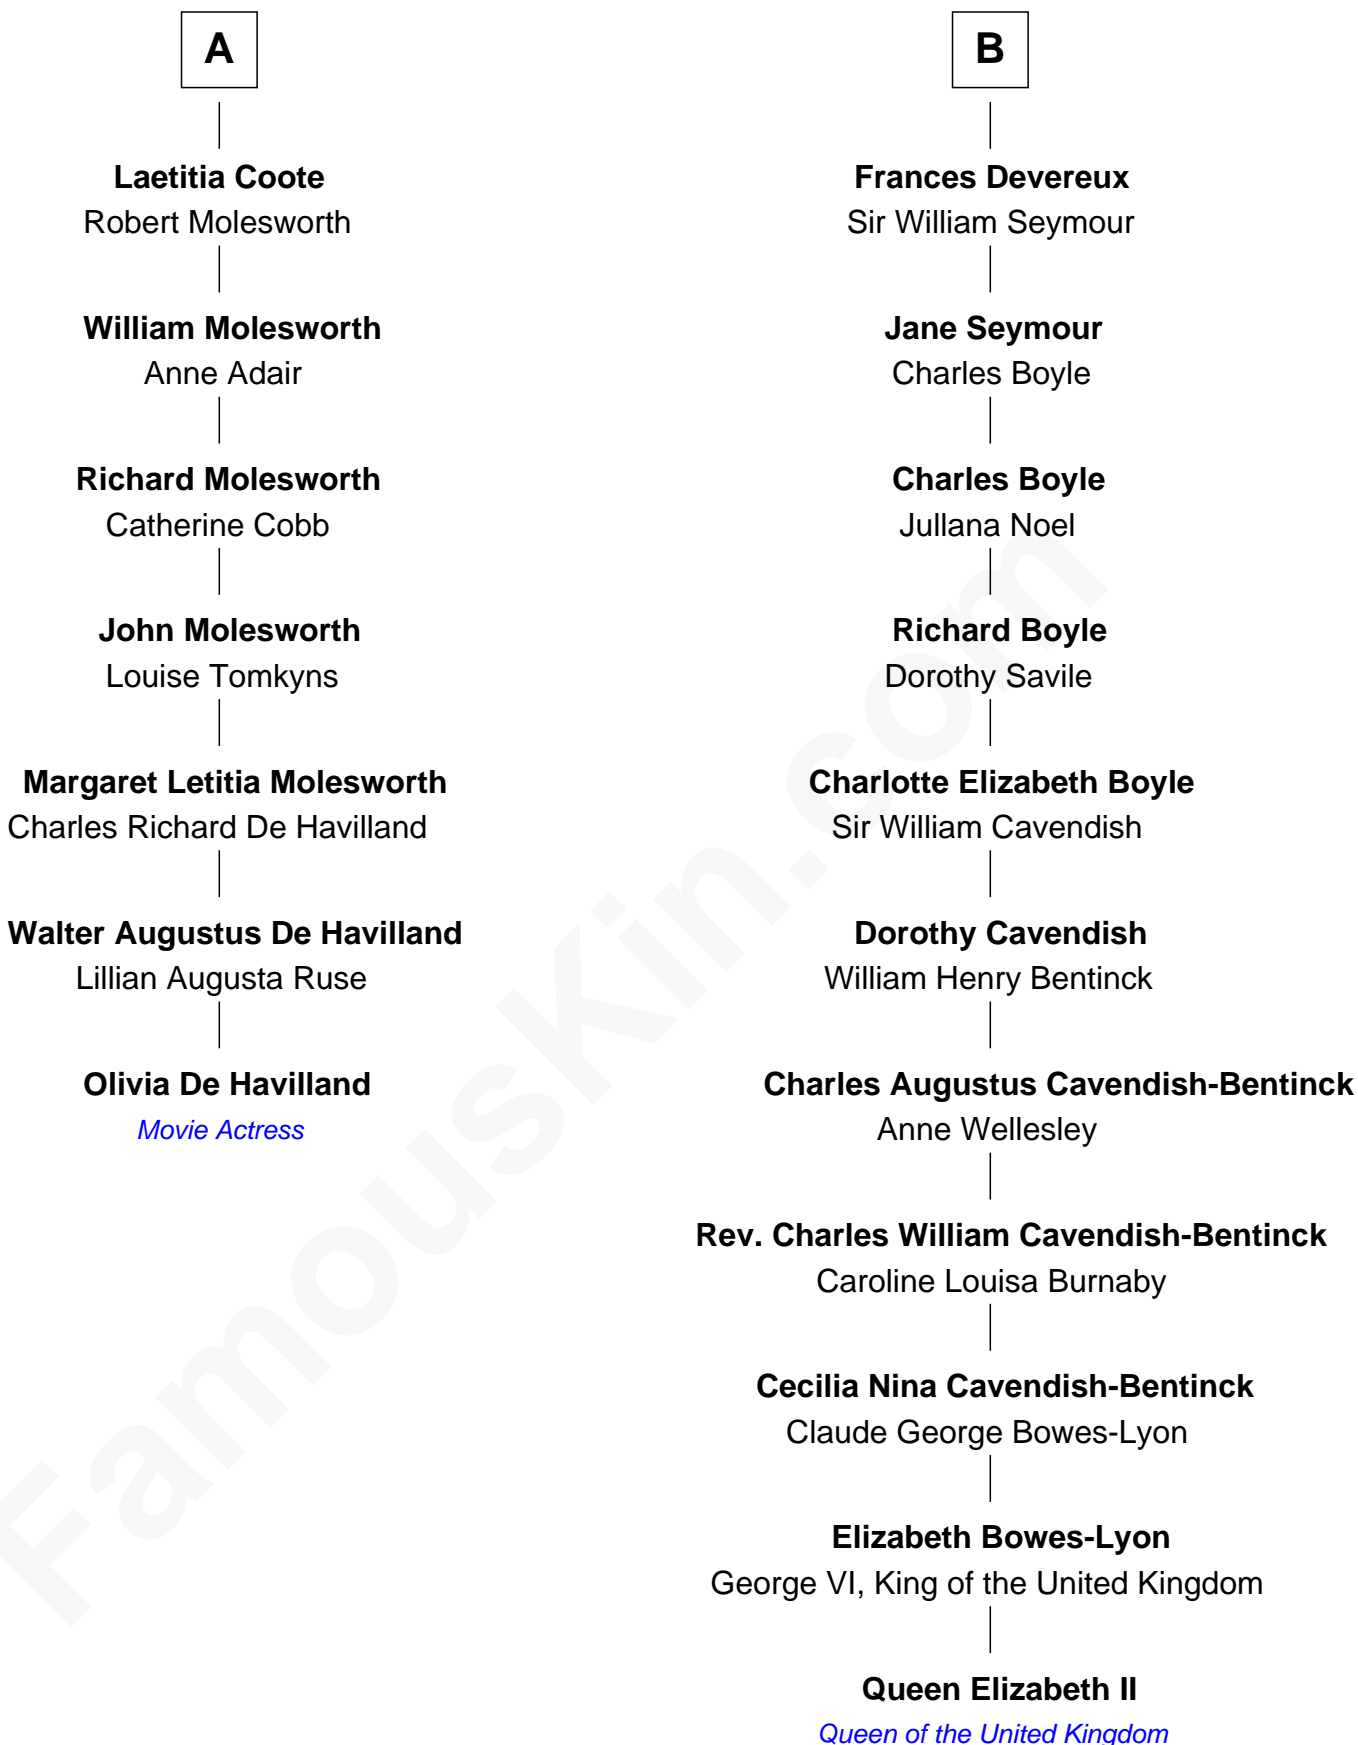 A
Laetitia Coote
Robert Molesworth
William Molesworth
Anne Adair
Richard Molesworth
Catherine Cobb
John Molesworth
Louise Tomkyns
Margaret Letitia Molesworth
Charles Richard De Havilland
Walter Augustus De Havilland
Lillian Augusta Ruse
Olivia De Havilland
Movie Actress
B
Frances Devereux
Sir William Seymour
Jane Seymour
Charles Boyle
Charles Boyle
Jullana Noel
Richard Boyle
Dorothy Savile
Charlotte Elizabeth Boyle
Sir William Cavendish
Dorothy Cavendish
William Henry Bentinck
Charles Augustus Cavendish-Bentinck
Anne Wellesley
Rev. Charles William Cavendish-Bentinck
Caroline Louisa Burnaby
Cecilia Nina Cavendish-Bentinck
Claude George Bowes-Lyon
Elizabeth Bowes-Lyon
George VI, King of the United Kingdom
Queen Elizabeth II
Queen of the United Kingdom
FamousKin.com